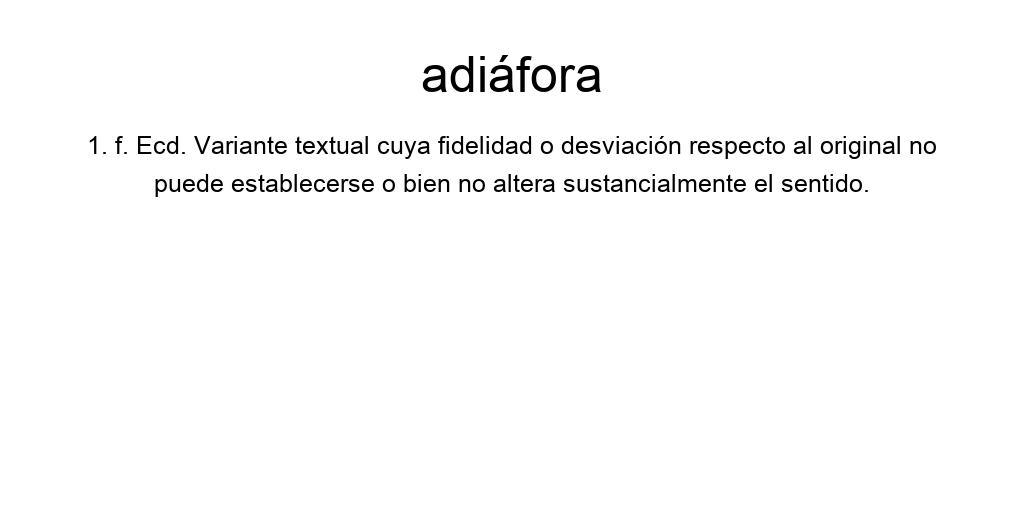 adiáfora
1. f. Ecd. Variante textual cuya fidelidad o desviación respecto al original no
puede establecerse o bien no altera sustancialmente el sentido.